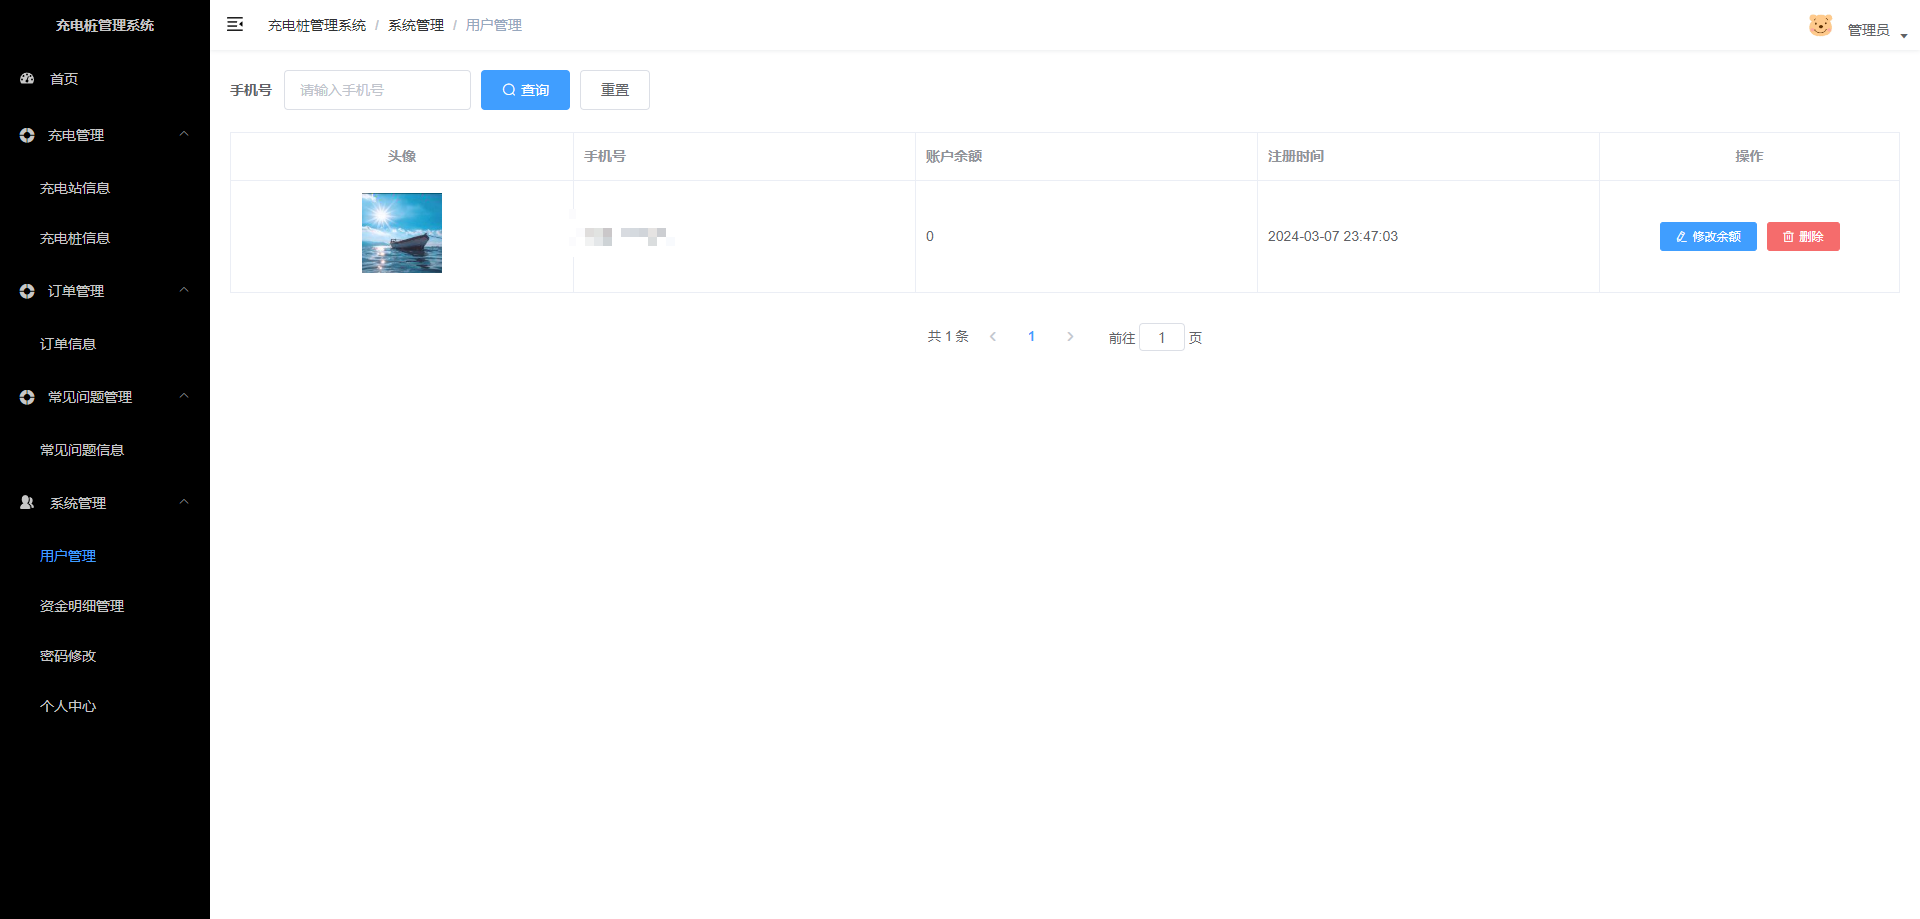 充电桩管理系统
首页
充电管理
充电站信息
充电桩信息
订单管理
订单信息
常见问题管理
常见问题信息
系统管理
用户管理
资金明细管理
密码修改
个人中心
充电桩管理系统 / 系统管理 / 用户管理
管理员
手机号 请输入手机号 查询 重置
头像 手机号 账户余额 注册时间 操作
0 2024-03-07 23:47:03 修改余额 删除
共 1 条 1 前往 1 页